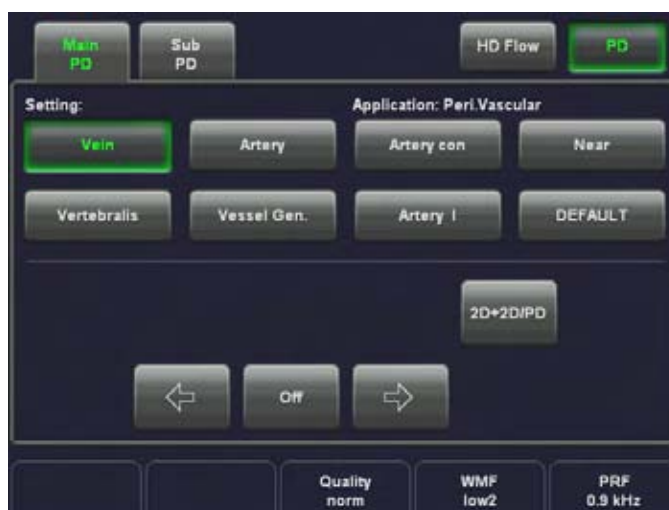 Main
PD
Sub
PD
HD Flow
PD
Setting:
Application: Peri.Vascular
Vein
Artery
Artery con
Near
Vertebralis
Vessel Gen.
Artery I
DEFAULT
2D+2D/PD
Off
Quality
norm
WMF
low2
PRF
0.9 kHz